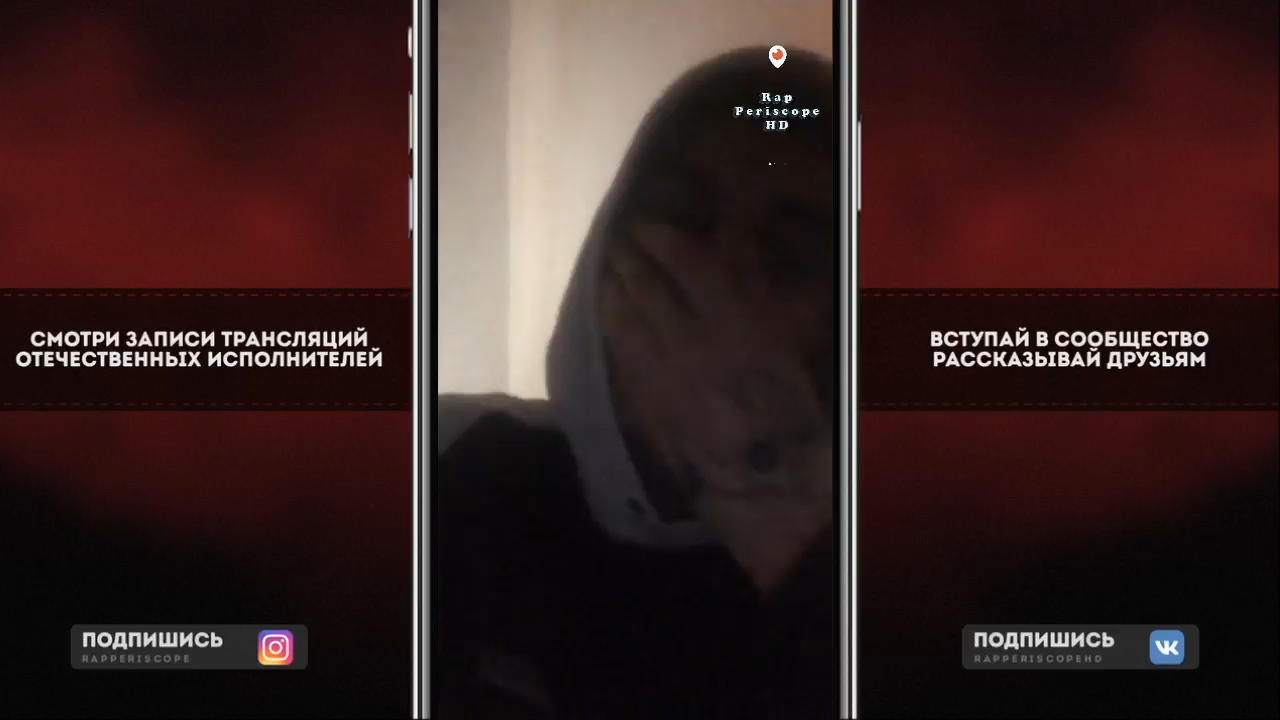 Rap
Periscope
HD
СМОТРИ ЗАПИСИ ТРАНСЛЯЦИЙ
ОТЕЧЕСТВЕННЫХ ИСПОЛНИТЕЛЕЙ
ВСТУПАЙ В СООБЩЕСТВО
РАССКАЗЫВАЙ ДРУЗЬЯМ
ПОДПИШИСЬ
RAPPERISCOPE
ПОДПИШИСЬ
RAPPERISCOPEHD